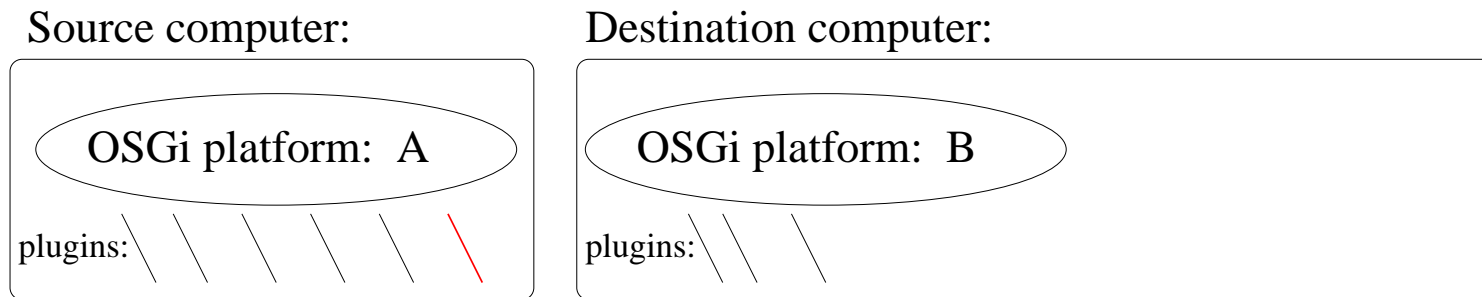 Source computer:
Destination computer:
OSGi platform: A
OSGi platform: B
plugins:
plugins: